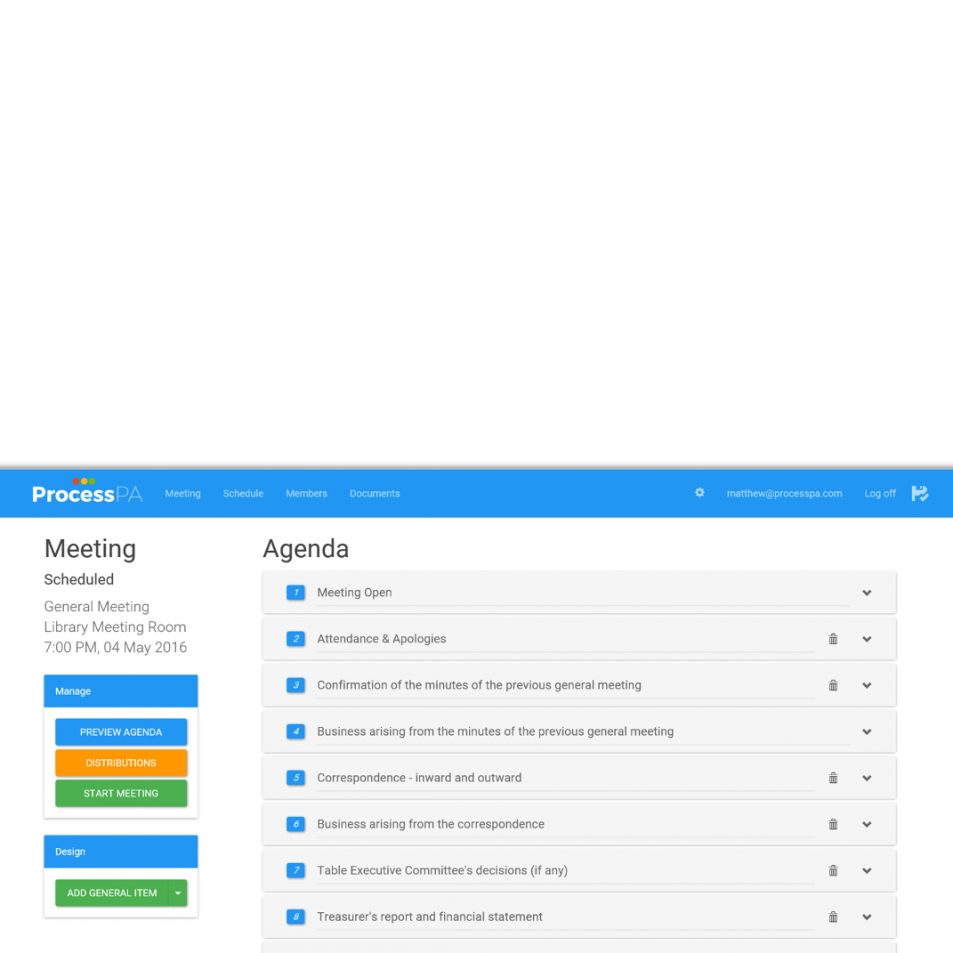 ProcessPA Meeting Schedule Members Documents matthew@processpa.com Log off
Meeting
Scheduled
General Meeting
Library Meeting Room
7:00 PM, 04 May 2016
Manage
PREVIEW AGENDA
DISTRIBUTIONS
START MEETING
Design
ADD GENERAL ITEM
Agenda
1 Meeting Open
2 Attendance & Apologies
3 Confirmation of the minutes of the previous general meeting
4 Business arising from the minutes of the previous general meeting
5 Correspondence - inward and outward
6 Business arising from the correspondence
7 Table Executive Committee's decisions (if any)
8 Treasurer's report and financial statement